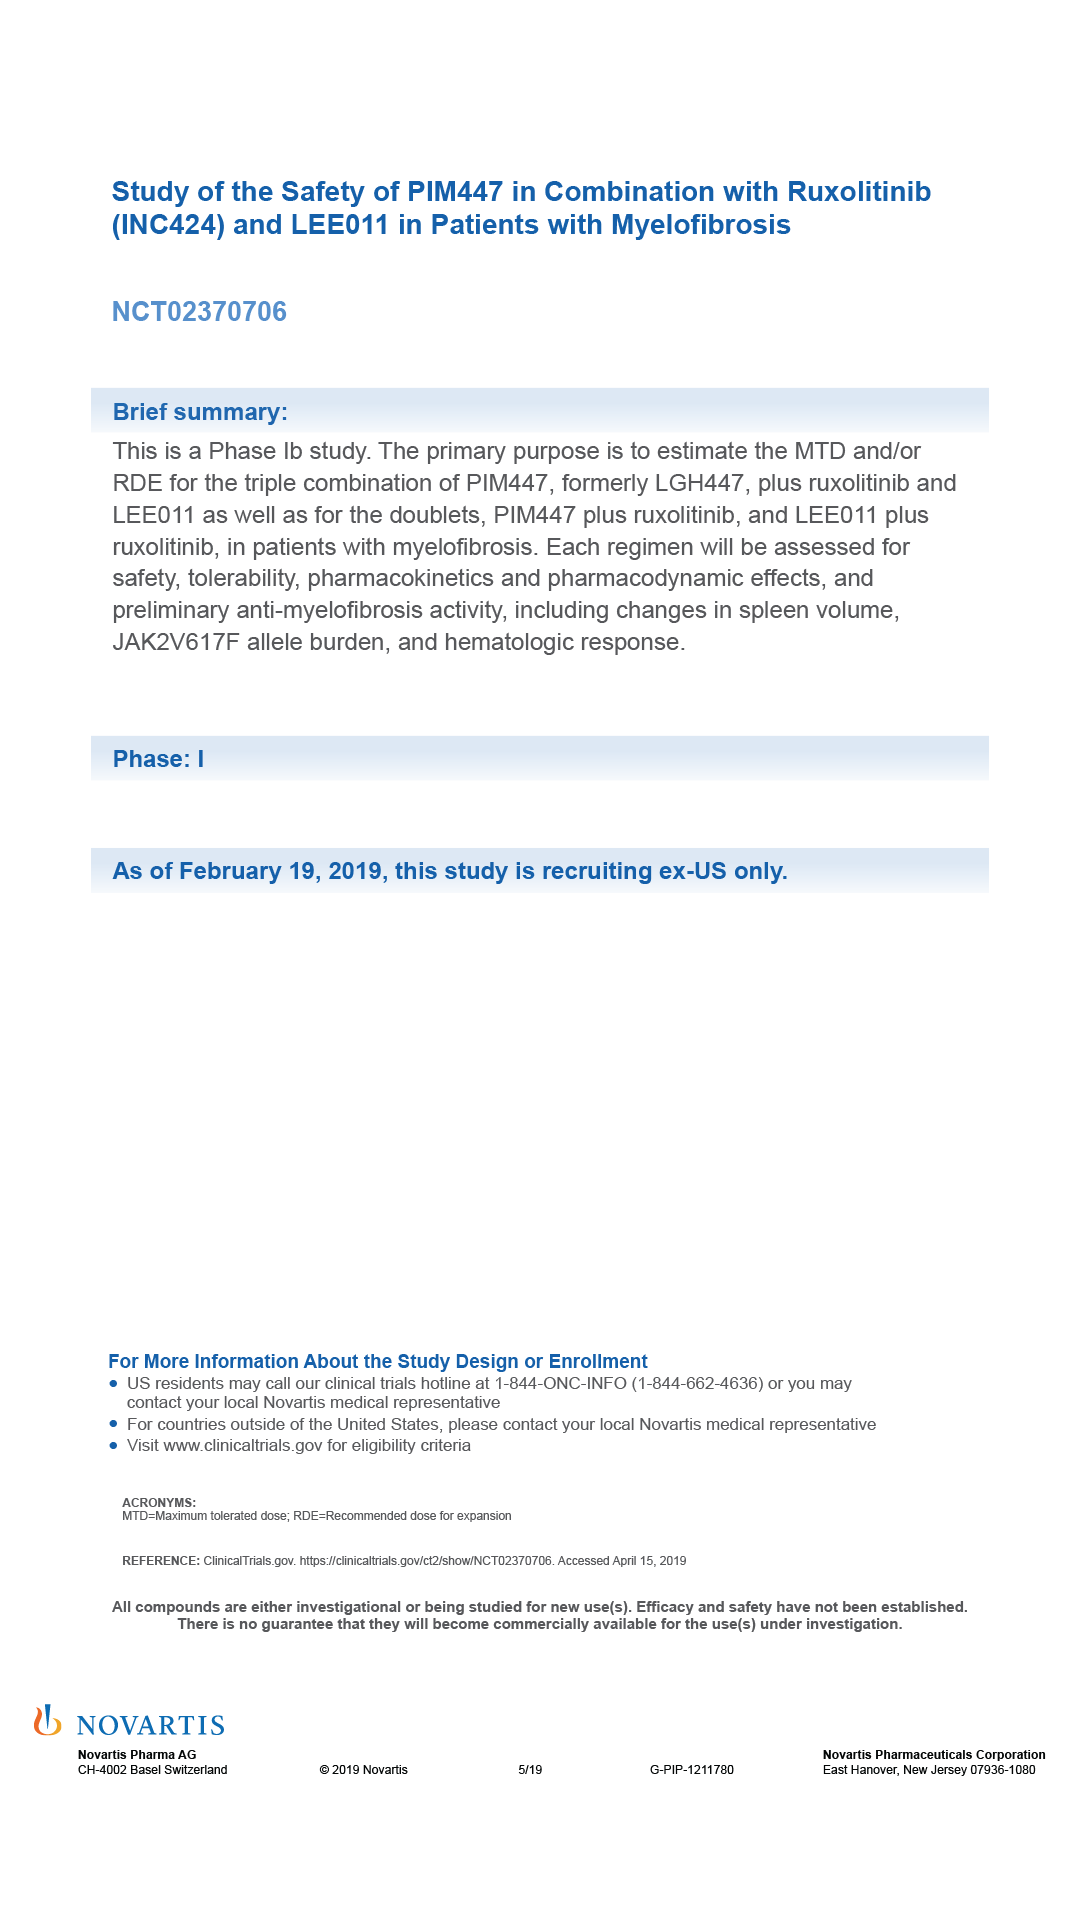 Study of the Safety of PIM447 in Combination with Ruxolitinib
(INC424) and LEE011 in Patients with Myelofibrosis
NCT02370706
Brief summary:
This is a Phase Ib study. The primary purpose is to estimate the MTD and/or
RDE for the triple combination of PIM447, formerly LGH447, plus ruxolitinib and
LEE011 as well as for the doublets, PIM447 plus ruxolitinib, and LEE011 plus
ruxolitinib, in patients with myelofibrosis. Each regimen will be assessed for
safety, tolerability, pharmacokinetics and pharmacodynamic effects, and
preliminary anti-myelofibrosis activity, including changes in spleen volume,
JAK2V617F allele burden, and hematologic response.
Phase: I
As of February 19, 2019, this study is recruiting ex-US only.
For More Information About the Study Design or Enrollment
• US residents may call our clinical trials hotline at 1-844-ONC-INFO (1-844-662-4636) or you may
contact your local Novartis medical representative
• For countries outside of the United States, please contact your local Novartis medical representative
• Visit www.clinicaltrials.gov for eligibility criteria
ACRONYMS:
MTD=Maximum tolerated dose; RDE=Recommended dose for expansion
REFERENCE: ClinicalTrials.gov. https://clinicaltrials.gov/ct2/show/NCT02370706. Accessed April 15, 2019
All compounds are either investigational or being studied for new use(s). Efficacy and safety have not been established.
There is no guarantee that they will become commercially available for the use(s) under investigation.
NOVARTIS
Novartis Pharma AG
CH-4002 Basel Switzerland
© 2019 Novartis
5/19
G-PIP-1211780
Novartis Pharmaceuticals Corporation
East Hanover, New Jersey 07936-1080